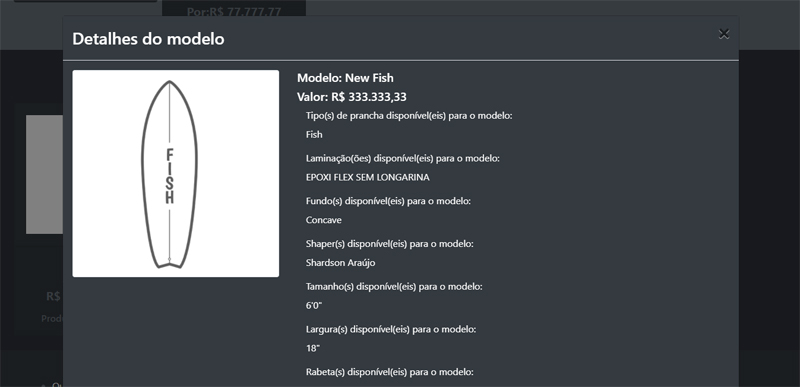 Por:R$ 77.777,77
Detalhes do modelo
×
FISH
Modelo: New Fish
Valor: R$ 333.333,33
Tipo(s) de prancha disponível(eis) para o modelo:
Fish
Laminação(ões) disponível(eis) para o modelo:
EPOXI FLEX SEM LONGARINA
Fundo(s) disponível(eis) para o modelo:
Concave
Shaper(s) disponível(eis) para o modelo:
Shardson Araújo
Tamanho(s) disponível(eis) para o modelo:
6'0"
Largura(s) disponível(eis) para o modelo:
18"
Rabeta(s) disponível(eis) para o modelo:
R$